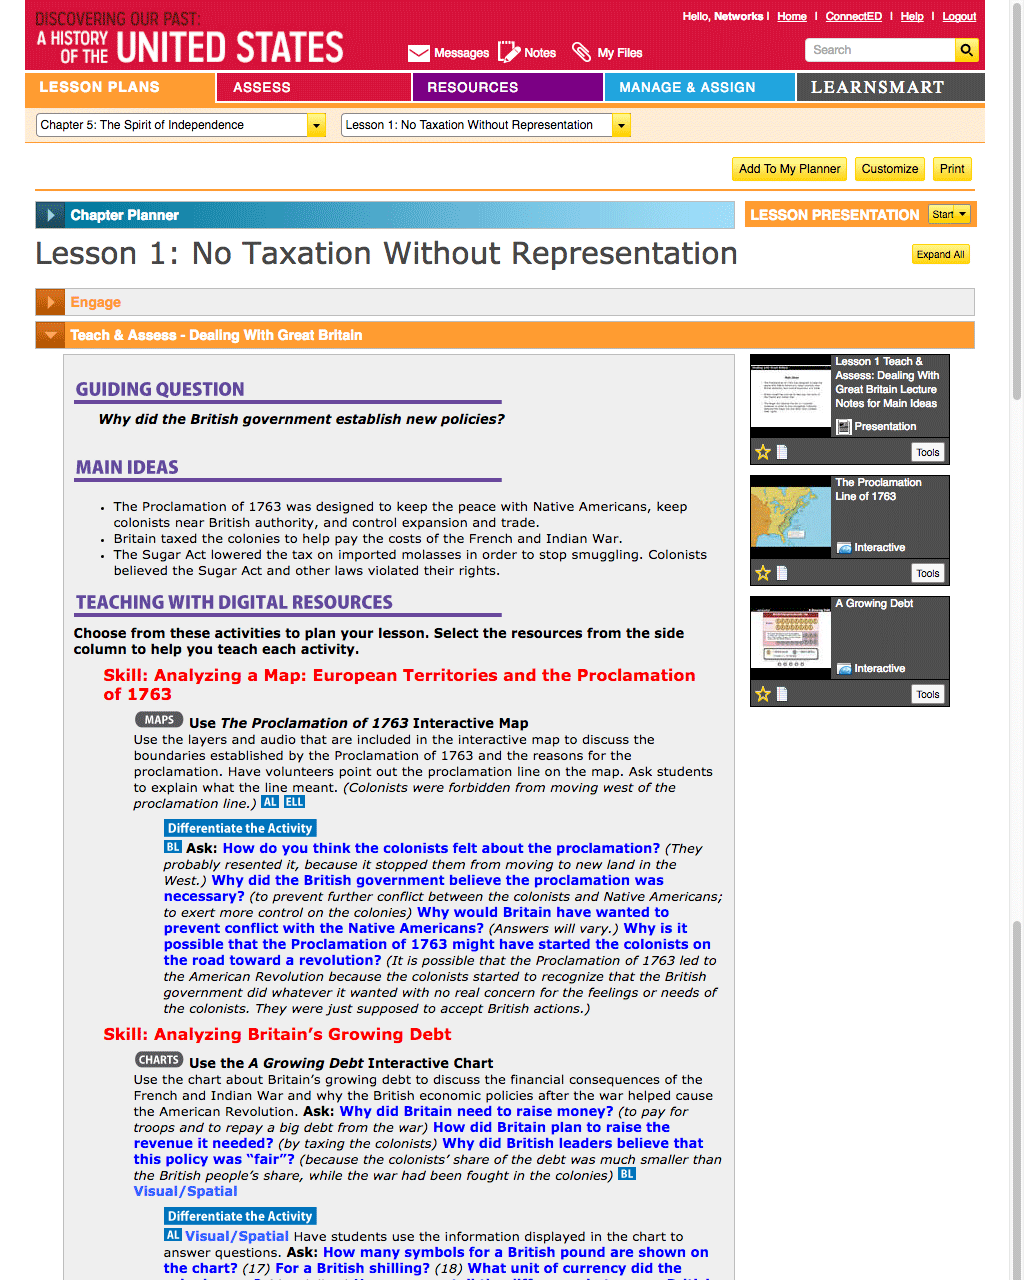 DISCOVERING OUR PAST:
A HISTORY OF THE UNITED STATES
Hello, Networks | Home | ConnectED | Help | Logout
Messages Notes My Files
Search
LESSON PLANS ASSESS RESOURCES MANAGE & ASSIGN LEARNSMART
Chapter 5: The Spirit of Independence Lesson 1: No Taxation Without Representation
Add To My Planner Customize Print
Chapter Planner
LESSON PRESENTATION Start
Lesson 1: No Taxation Without Representation
Expand All
Engage
Teach & Assess - Dealing With Great Britain
GUIDING QUESTION
Why did the British government establish new policies?
MAIN IDEAS
• The Proclamation of 1763 was designed to keep the peace with Native Americans, keep
colonists near British authority, and control expansion and trade.
• Britain taxed the colonies to help pay the costs of the French and Indian War.
• The Sugar Act lowered the tax on imported molasses in order to stop smuggling. Colonists
believed the Sugar Act and other laws violated their rights.
TEACHING WITH DIGITAL RESOURCES
Choose from these activities to plan your lesson. Select the resources from the side
column to help you teach each activity.
Skill: Analyzing a Map: European Territories and the Proclamation
of 1763
MAPS Use The Proclamation of 1763 Interactive Map
Use the layers and audio that are included in the interactive map to discuss the
boundaries established by the Proclamation of 1763 and the reasons for the
proclamation. Have volunteers point out the proclamation line on the map. Ask students
to explain what the line meant. (Colonists were forbidden from moving west of the
proclamation line.) AL ELL
Differentiate the Activity
BL Ask: How do you think the colonists felt about the proclamation? (They
probably resented it, because it stopped them from moving to new land in the
West.) Why did the British government believe the proclamation was
necessary? (to prevent further conflict between the colonists and Native Americans;
to exert more control on the colonies) Why would Britain have wanted to
prevent conflict with the Native Americans? (Answers will vary.) Why is it
possible that the Proclamation of 1763 might have started the colonists on
the road toward a revolution? (It is possible that the Proclamation of 1763 led to
the American Revolution because the colonists started to recognize that the British
government did whatever it wanted with no real concern for the feelings or needs of
the colonists. They were just supposed to accept British actions.)
Skill: Analyzing Britain's Growing Debt
CHARTS Use the A Growing Debt Interactive Chart
Use the chart about Britain's growing debt to discuss the financial consequences of the
French and Indian War and why the British economic policies after the war helped cause
the American Revolution. Ask: Why did Britain need to raise money? (to pay for
troops and to repay a big debt from the war) How did Britain plan to raise the
revenue it needed? (by taxing the colonists) Why did British leaders believe that
this policy was “fair”? (because the colonists' share of the debt was much smaller than
the British people's share, while the war had been fought in the colonies) BL
Visual/Spatial
Differentiate the Activity
AL Visual/Spatial Have students use the information displayed in the chart to
answer questions. Ask: How many symbols for a British pound are shown on
the chart? (17) For a British shilling? (18) What unit of currency did the
Lesson 1 Teach &
Assess: Dealing With
Great Britain Lecture
Notes for Main Ideas
Presentation
Tools
The Proclamation
Line of 1763
Interactive
Tools
A Growing Debt
Interactive
Tools